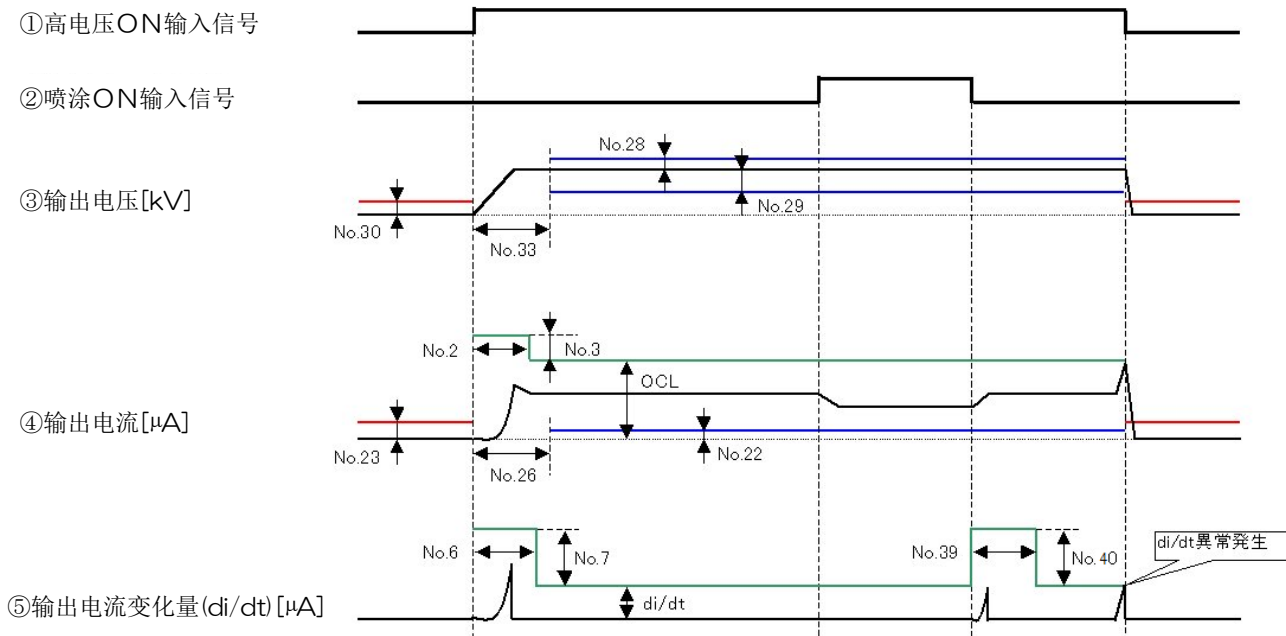 ①高电压ON输入信号
②喷涂ON输入信号
No.28
③输出电压[kV]
No.29
No.30
No.33
No.2
No.3
OCL
④输出电流[μA]
No.23
No.22
No.26
No.6
No.7
No.39
No.40
di/dt異常発生
⑤输出电流变化量(di/dt)[μA]
di/dt